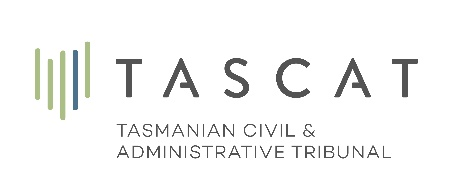 TASCAT
TASMANIAN CIVIL &
ADMINISTRATIVE TRIBUNAL